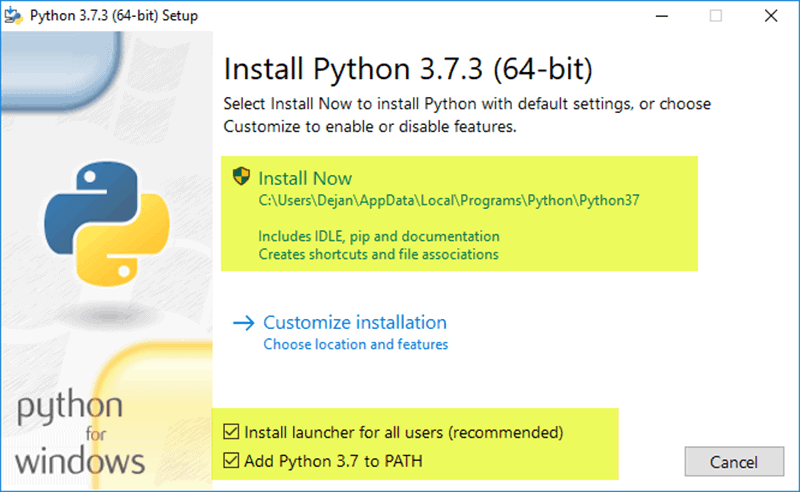 Python 3.7.3 (64-bit) Setup
Install Python 3.7.3 (64-bit)
Select Install Now to install Python with default settings, or choose
Customize to enable or disable features.
Install Now
C:\Users\Dejan\AppData\Local\Programs\Python\Python37
Includes IDLE, pip and documentation
Creates shortcuts and file associations
Customize installation
Choose location and features
Install launcher for all users (recommended)
Add Python 3.7 to PATH
python
for
windows
Cancel